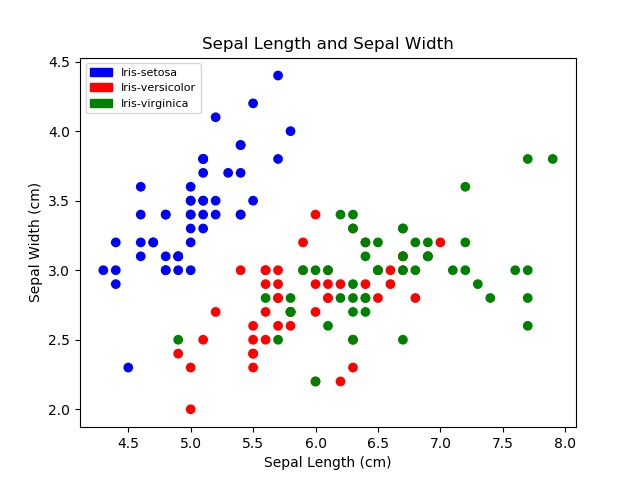 Sepal Length and Sepal Width
Iris-setosa
Iris-versicolor
Iris-virginica
4.5
4.0
3.5
3.0
2.5
2.0
Sepal Width (cm)
4.5 5.0 5.5 6.0 6.5 7.0 7.5 8.0
Sepal Length (cm)